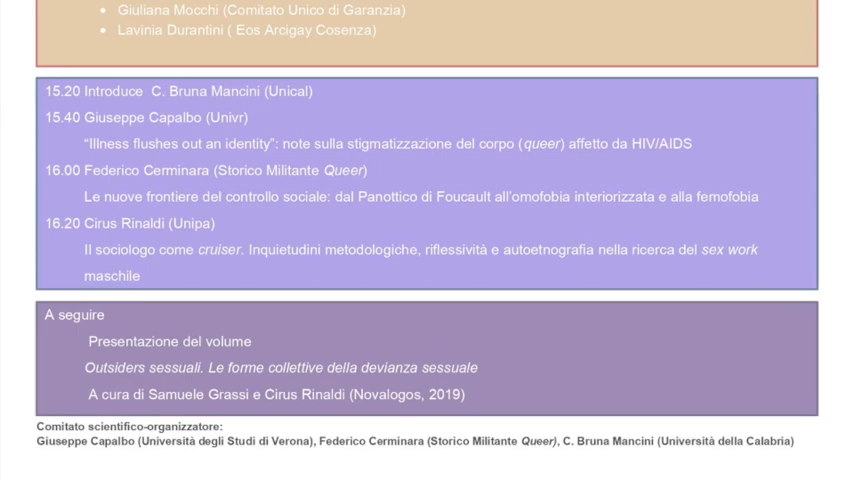 • Giuliana Mocchi (Comitato Unico di Garanzia)
• Lavinia Durantini ( Eos Arcigay Cosenza)
15.20 Introduce  C. Bruna Mancini (Unical)
15.40 Giuseppe Capalbo (Univr)
“Illness flushes out an identity”: note sulla stigmatizzazione del corpo (queer) affetto da HIV/AIDS
16.00 Federico Cerminara (Storico Militante Queer)
Le nuove frontiere del controllo sociale: dal Panottico di Foucault all’omofobia interiorizzata e alla femofobia
16.20 Cirus Rinaldi (Unipa)
Il sociologo come cruiser. Inquietudini metodologiche, riflessività e autoetnografia nella ricerca del sex work
maschile
A seguire
Presentazione del volume
Outsiders sessuali. Le forme collettive della devianza sessuale
A cura di Samuele Grassi e Cirus Rinaldi (Novalogos, 2019)
Comitato scientifico-organizzatore:
Giuseppe Capalbo (Università degli Studi di Verona), Federico Cerminara (Storico Militante Queer), C. Bruna Mancini (Università della Calabria)